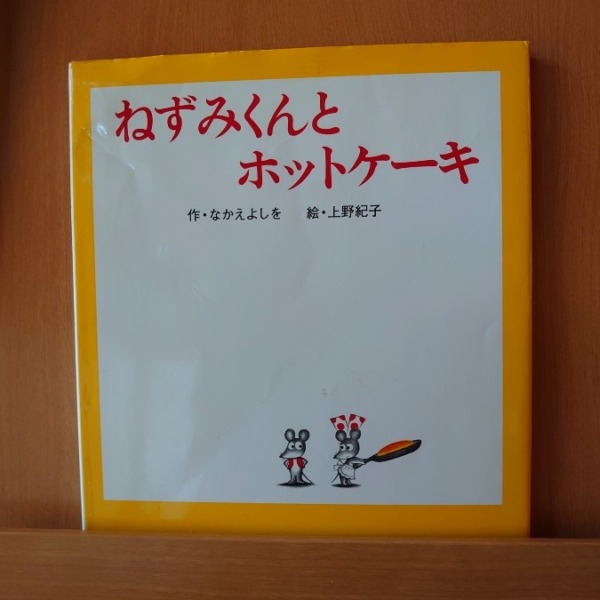 ねずみくんと
ホットケーキ
作・なかえよしを 絵・上野紀子